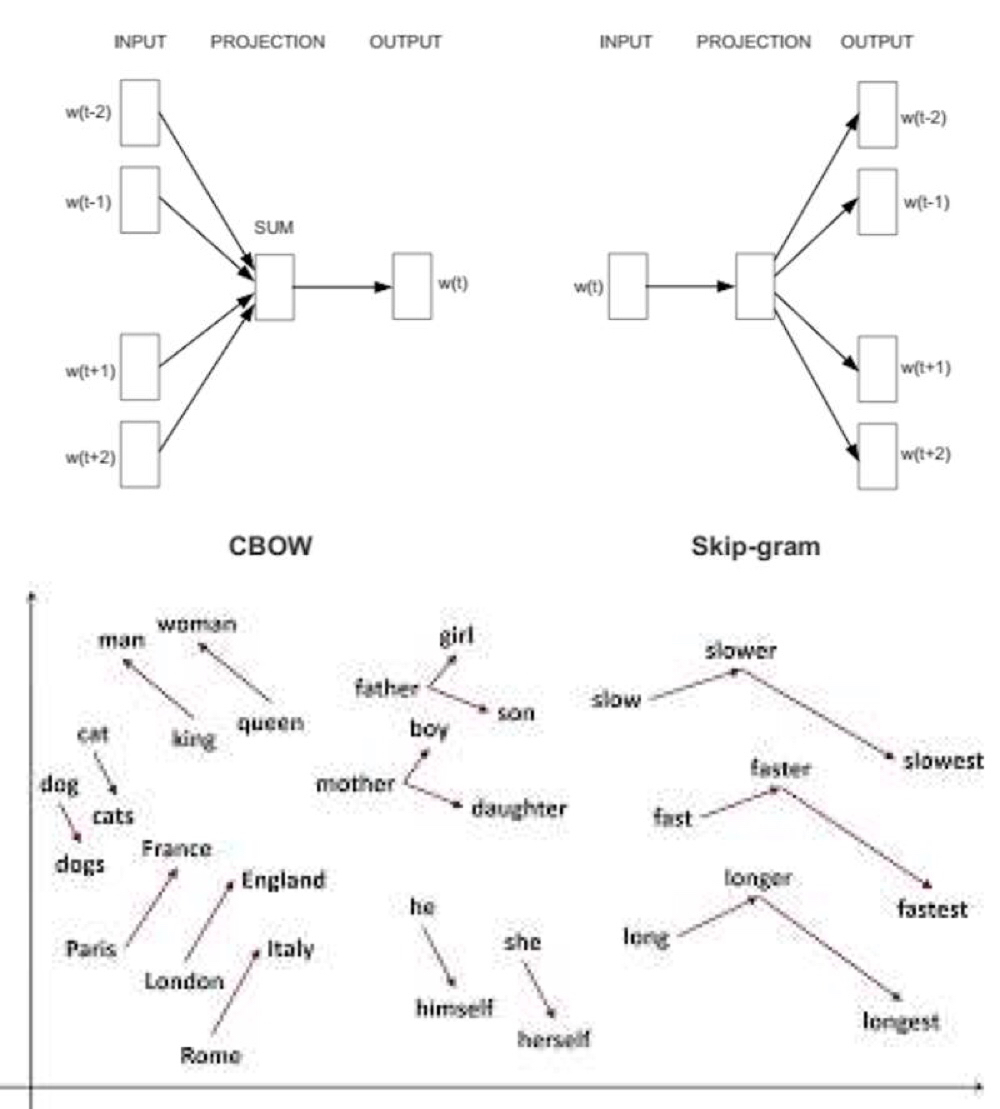 INPUT PROJECTION OUTPUT
w(t-2)
w(t-1)
SUM
w(t)
w(t+1)
w(t+2)
CBOW
INPUT PROJECTION OUTPUT
w(t-2)
w(t-1)
w(t)
w(t+1)
w(t+2)
Skip-gram
man
woman
king
queen
cat
dog
cats
dogs
France
England
Paris
Italy
London
Rome
girl
father
son
boy
mother
daughter
he
she
himself
herself
slower
slow
slowest
faster
fast
fastest
longer
long
longest